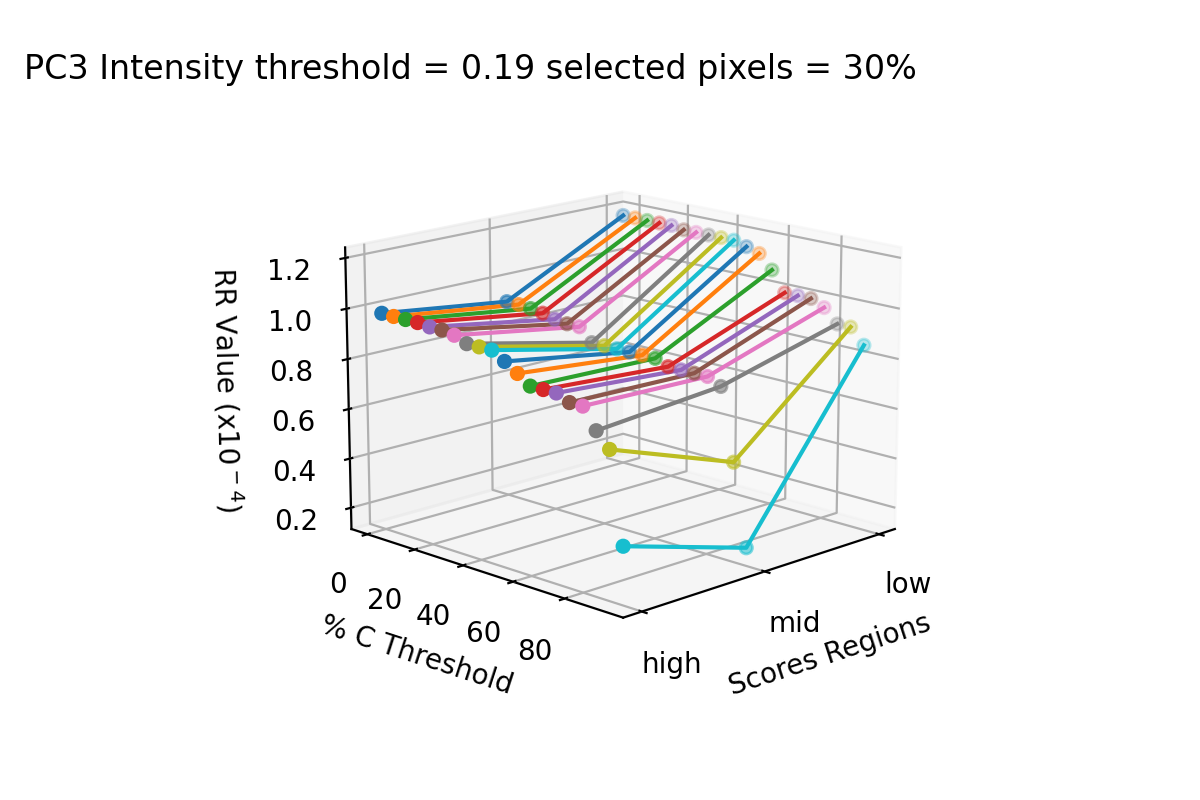 PC3 Intensity threshold = 0.19 selected pixels = 30%
RR Value (x10⁻⁴)
1.2
1.0
0.8
0.6
0.4
0.2
0
20
40
60
80
% C Threshold
high
mid
low
Scores Regions